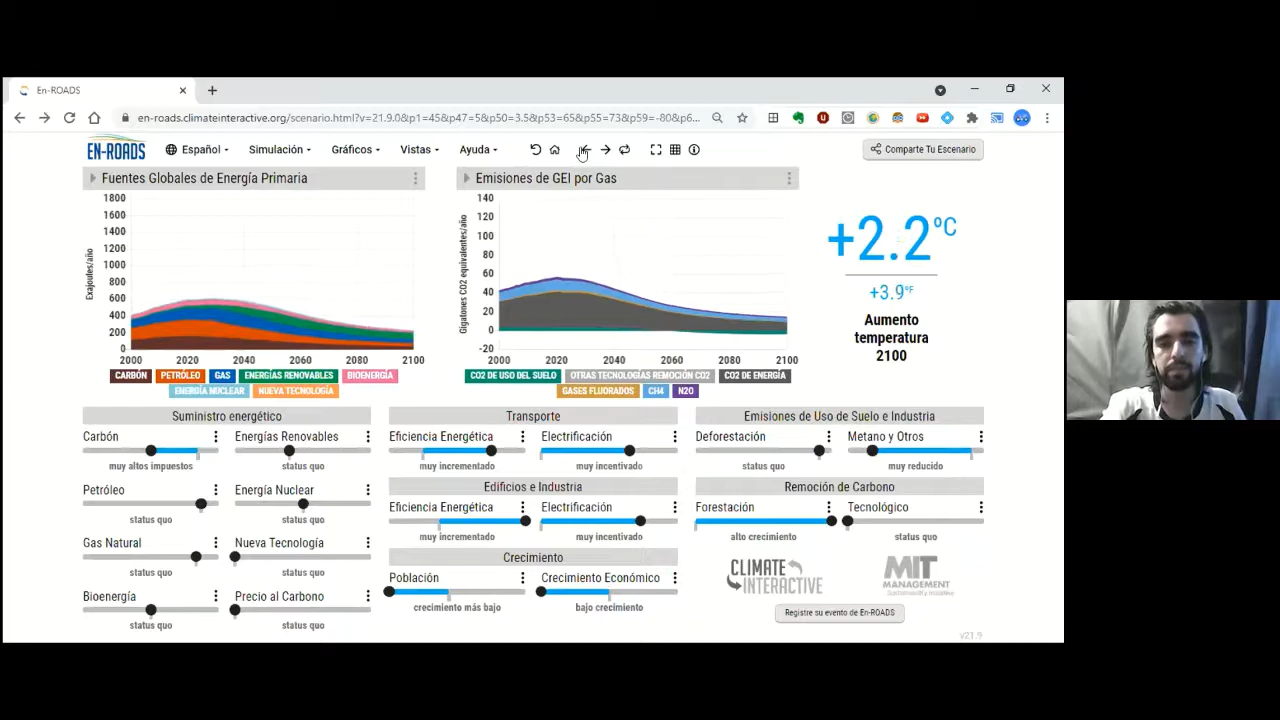 En-ROADS
en-roads.climateinteractive.org/scenario.html?v=21.9.0&p1=45&p47=5&p50=3.5&p53=65&p55=73&p59=-80&p6...
EN-ROADS
Español
Simulación
Gráficos
Vistas
Ayuda
Comparte Tu Escenario
Fuentes Globales de Energía Primaria
Exajoules/año
1800
1600
1400
1200
1000
800
600
400
200
0
2000 2020 2040 2060 2080 2100
CARBÓN PETRÓLEO GAS ENERGÍAS RENOVABLES BIOENERGÍA
ENERGÍA NUCLEAR NUEVA TECNOLOGÍA
Emisiones de GEI por Gas
Gigatones CO2 equivalentes/año
140
120
100
80
60
40
20
0
-20
2000 2020 2040 2060 2080 2100
CO2 DE USO DEL SUELO OTRAS TECNOLOGÍAS REMOCIÓN CO2 CO2 DE ENERGÍA
GASES FLUORADOS CH4 N2O
+2.2°C
+3.9°F
Aumento
temperatura
2100
Suministro energético
Carbón
muy altos impuestos
Energías Renovables
status quo
Petróleo
status quo
Energía Nuclear
status quo
Gas Natural
status quo
Nueva Tecnología
status quo
Bioenergía
status quo
Precio al Carbono
status quo
Transporte
Eficiencia Energética
muy incrementado
Electrificación
muy incentivado
Edificios e Industria
Eficiencia Energética
muy incrementado
Electrificación
muy incentivado
Crecimiento
Población
crecimiento más bajo
Crecimiento Económico
bajo crecimiento
Emisiones de Uso de Suelo e Industria
Deforestación
status quo
Metano y Otros
muy reducido
Remoción de Carbono
Forestación
alto crecimiento
Tecnológico
status quo
CLIMATE
INTERACTIVE
MIT
MANAGEMENT
Registre su evento de En-ROADS
v21.9